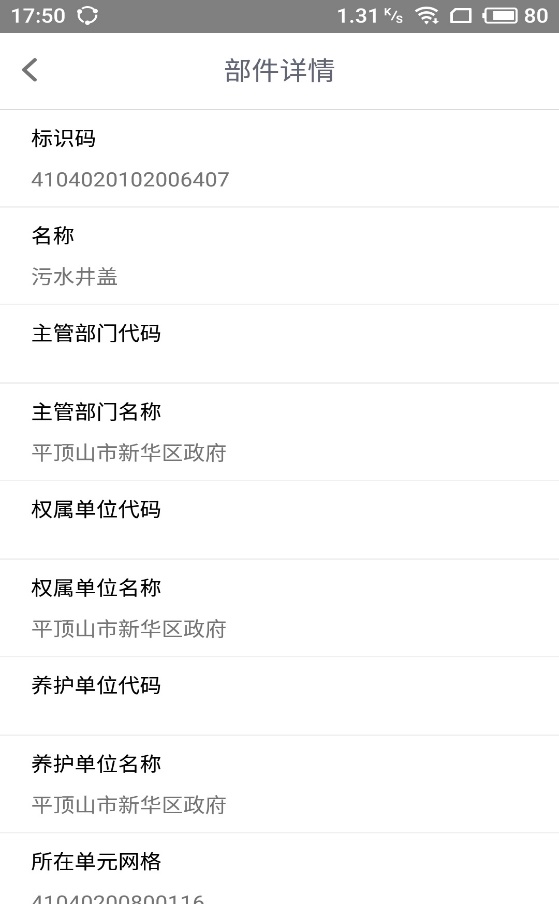 17:50 1.31 K/s 80
部件详情
标识码
4104020102006407
名称
污水井盖
主管部门代码
主管部门名称
平顶山市新华区政府
权属单位代码
权属单位名称
平顶山市新华区政府
养护单位代码
养护单位名称
平顶山市新华区政府
所在单元网格
41040200800116